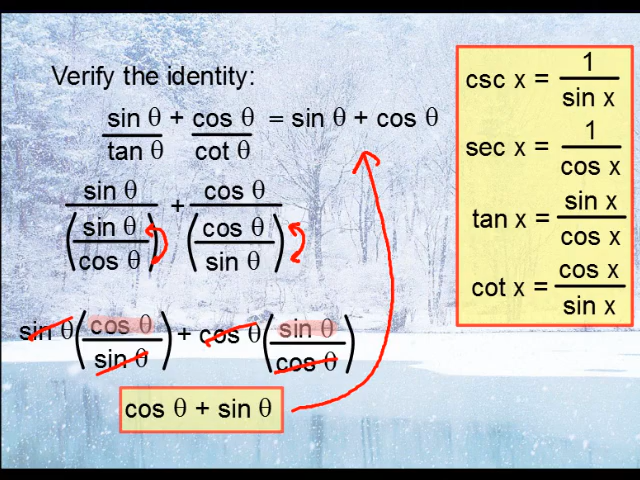 Verify the identity:
sin θ + cos θ = sin θ + cos θ
tan θ cot θ
sin θ + cos θ
(sin θ) (cos θ)
cos θ sin θ
sin θ(cos θ) + cos θ(sin θ)
sin θ cos θ
cos θ + sin θ
csc x = 1
sin x
sec x = 1
cos x
tan x = sin x
cos x
cot x = cos x
sin x